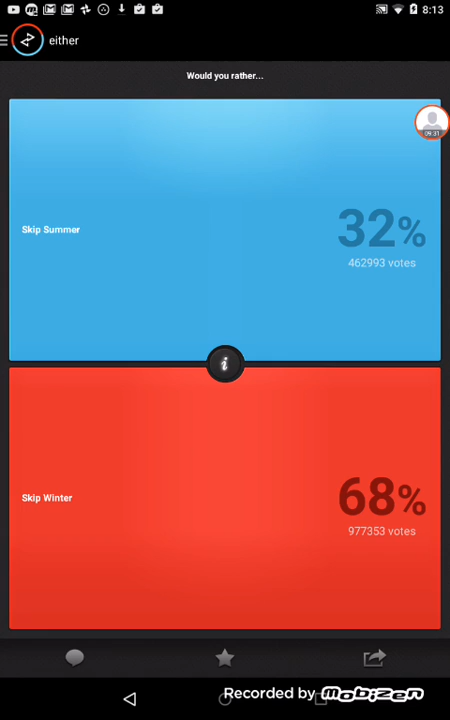 8:13
either
Would you rather...
09:31
Skip Summer
32%
462993 votes
i
Skip Winter
68%
977353 votes
Recorded by Mobizen